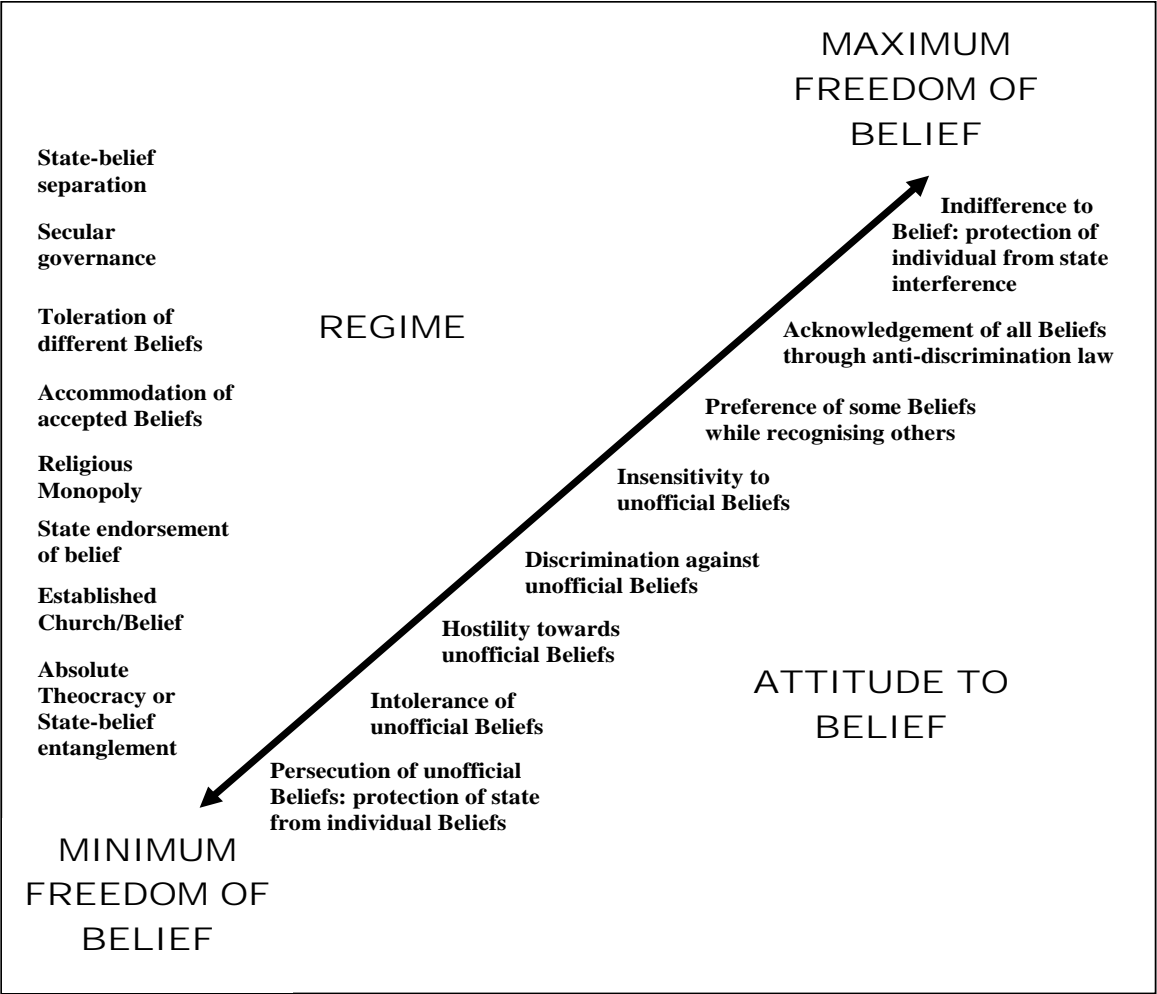 MAXIMUM
FREEDOM OF
BELIEF
State-belief
separation
Secular
governance
Toleration of
different Beliefs
Accommodation of
accepted Beliefs
Religious
Monopoly
State endorsement
of belief
Established
Church/Belief
Absolute
Theocracy or
State-belief
entanglement
REGIME
Indifference to
Belief: protection of
individual from state
interference
Acknowledgement of all Beliefs
through anti-discrimination law
Preference of some Beliefs
while recognising others
Insensitivity to
unofficial Beliefs
Discrimination against
unofficial Beliefs
Hostility towards
unofficial Beliefs
Intolerance of
unofficial Beliefs
Persecution of unofficial
Beliefs: protection of state
from individual Beliefs
ATTITUDE TO
BELIEF
MINIMUM
FREEDOM OF
BELIEF